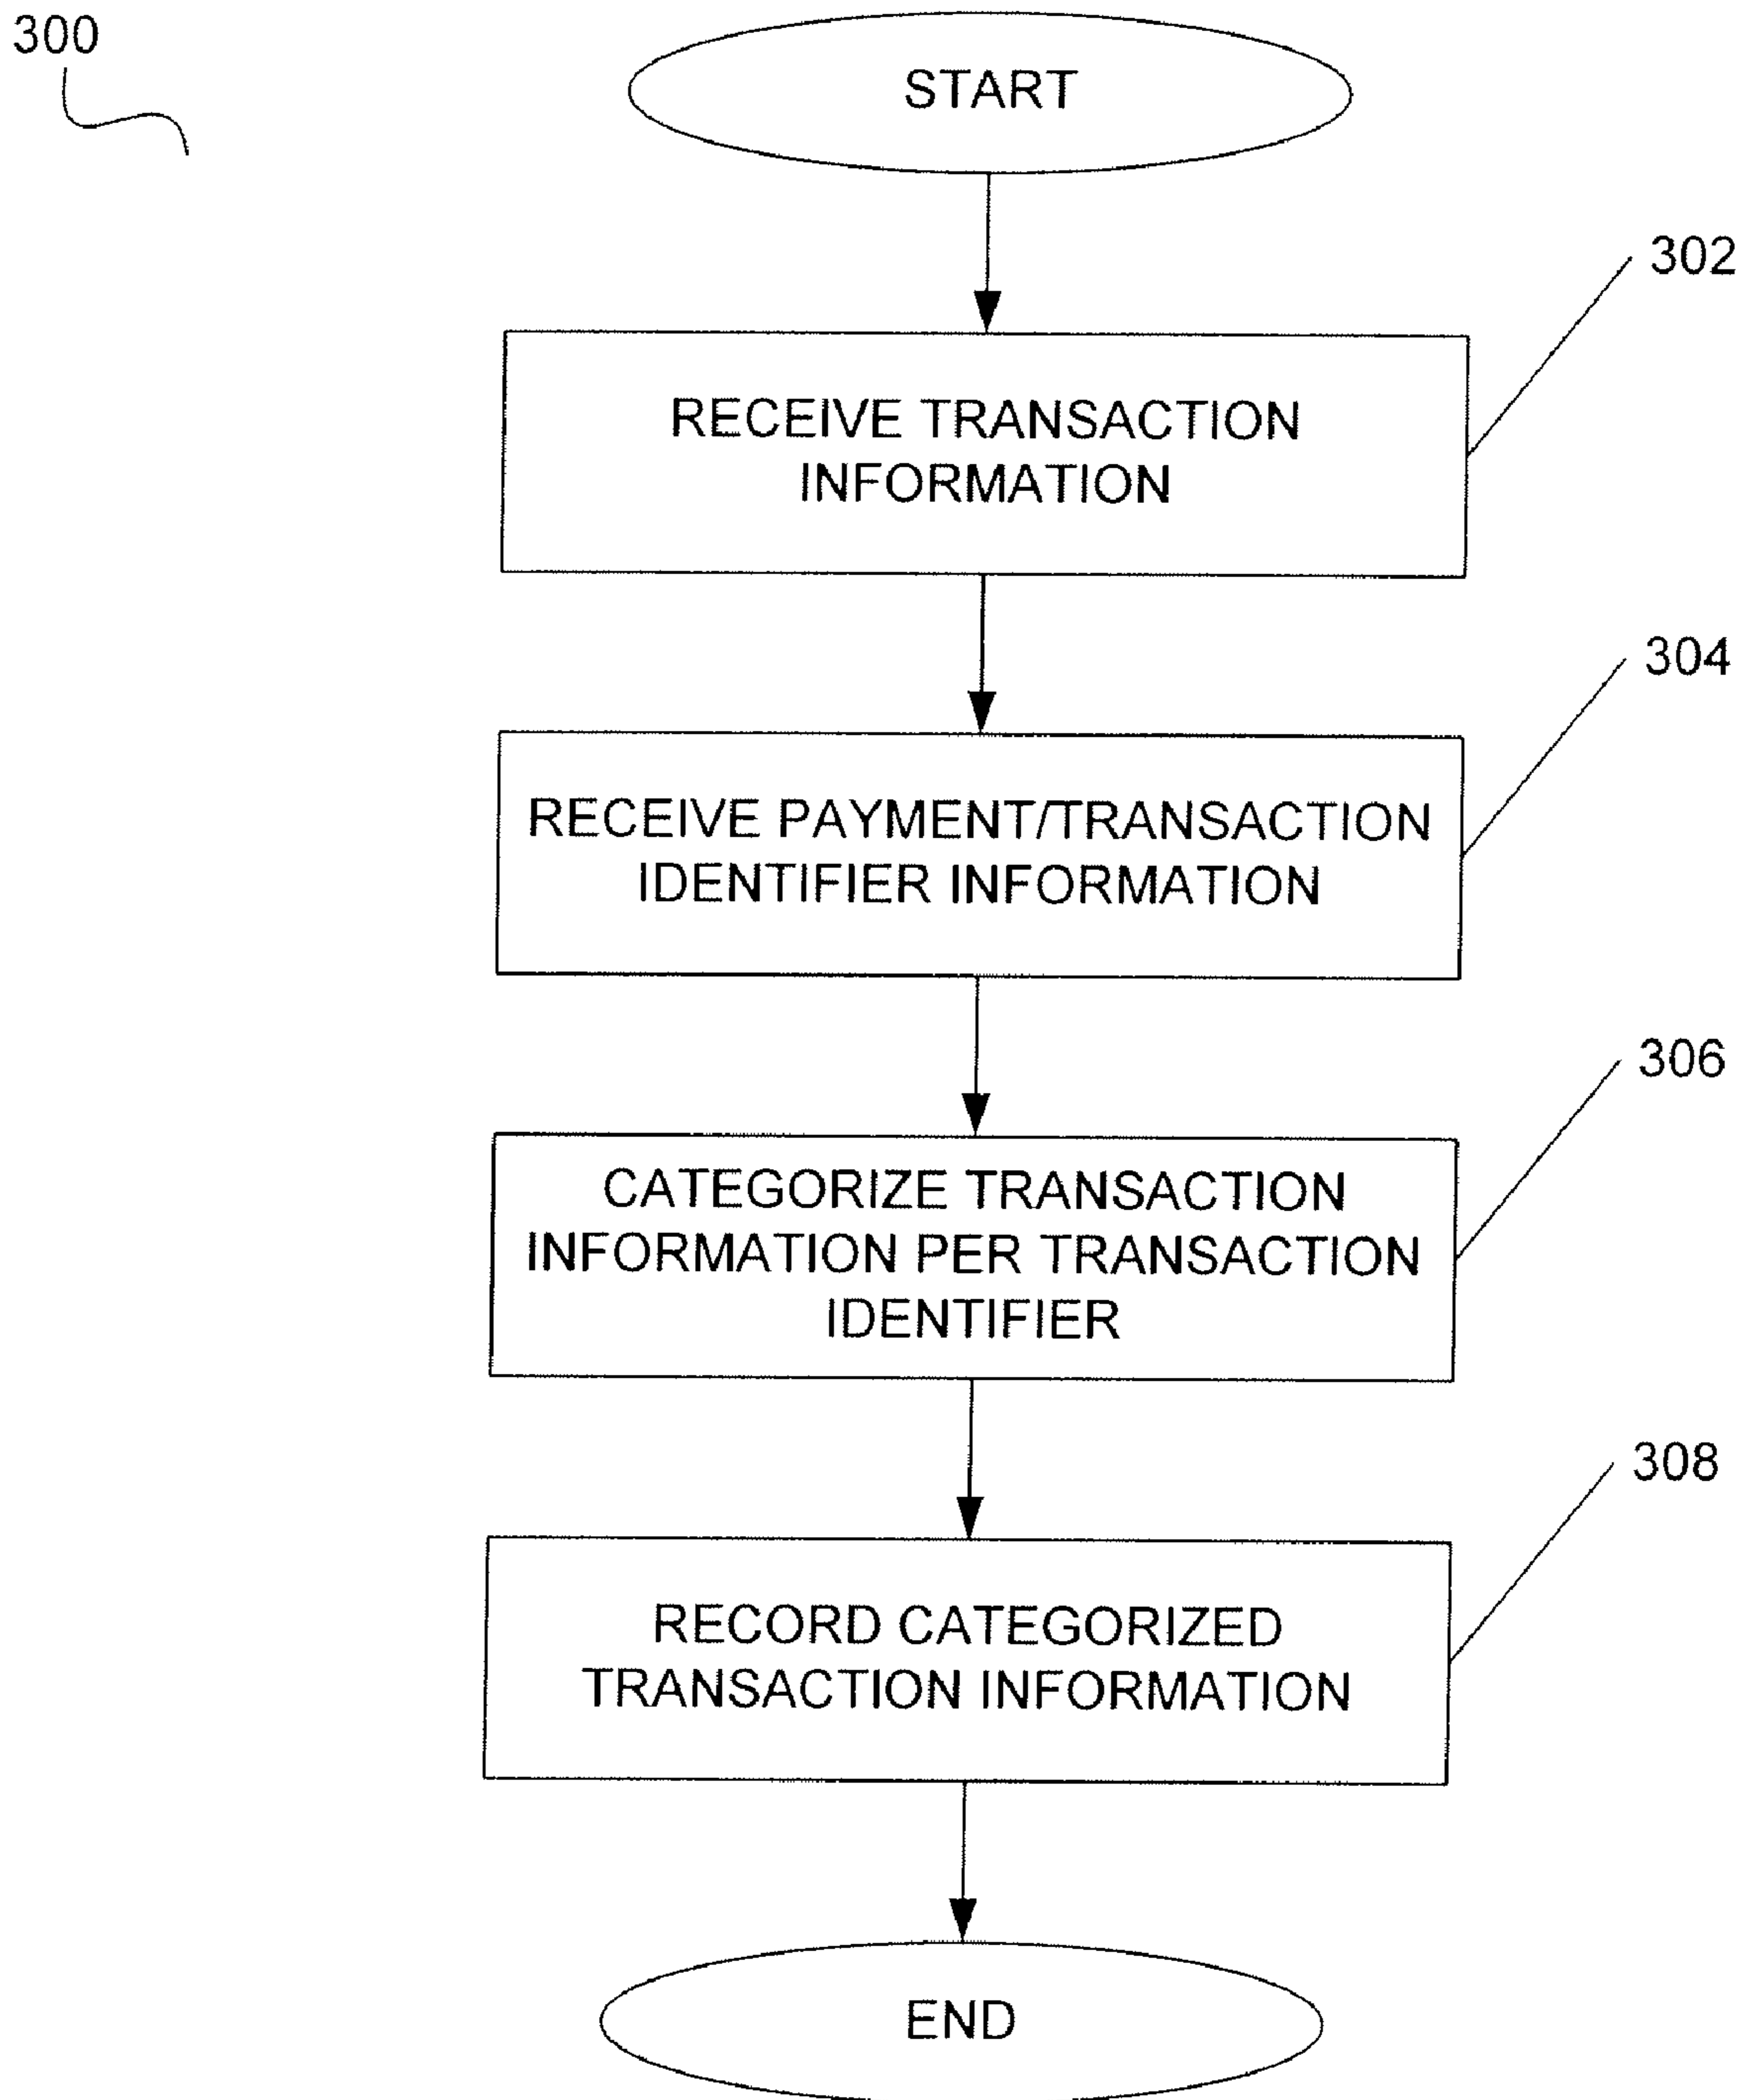 300
START
302
RECEIVE TRANSACTION
INFORMATION
304
RECEIVE PAYMENT/TRANSACTION
IDENTIFIER INFORMATION
306
CATEGORIZE TRANSACTION
INFORMATION PER TRANSACTION
IDENTIFIER
308
RECORD CATEGORIZED
TRANSACTION INFORMATION
END